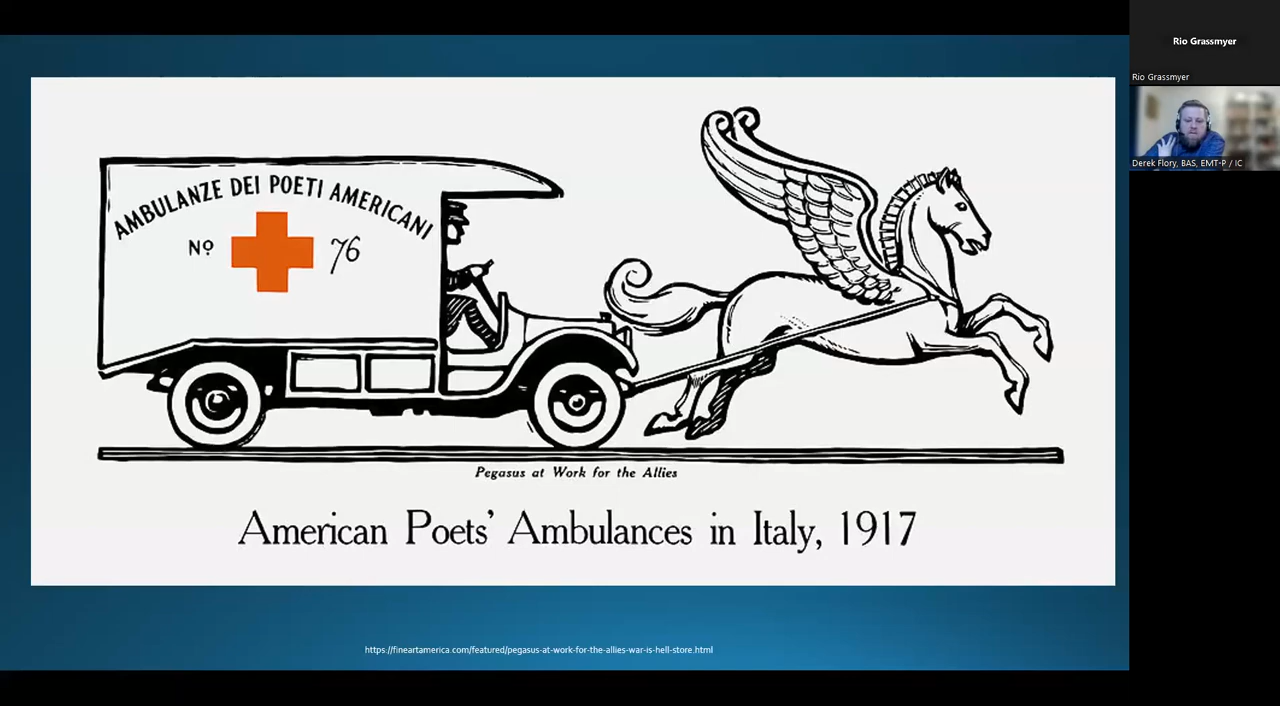 AMBULANZE DEI POETI AMERICANI
Nº 76
Pegasus at Work for the Allies
American Poets' Ambulances in Italy, 1917
https://fineartamerica.com/featured/pegasus-at-work-for-the-allies-war-is-hell-store.html
Rio Grassmyer
Rio Grassmyer
Derek Flory, BAS, EMT-P / IC